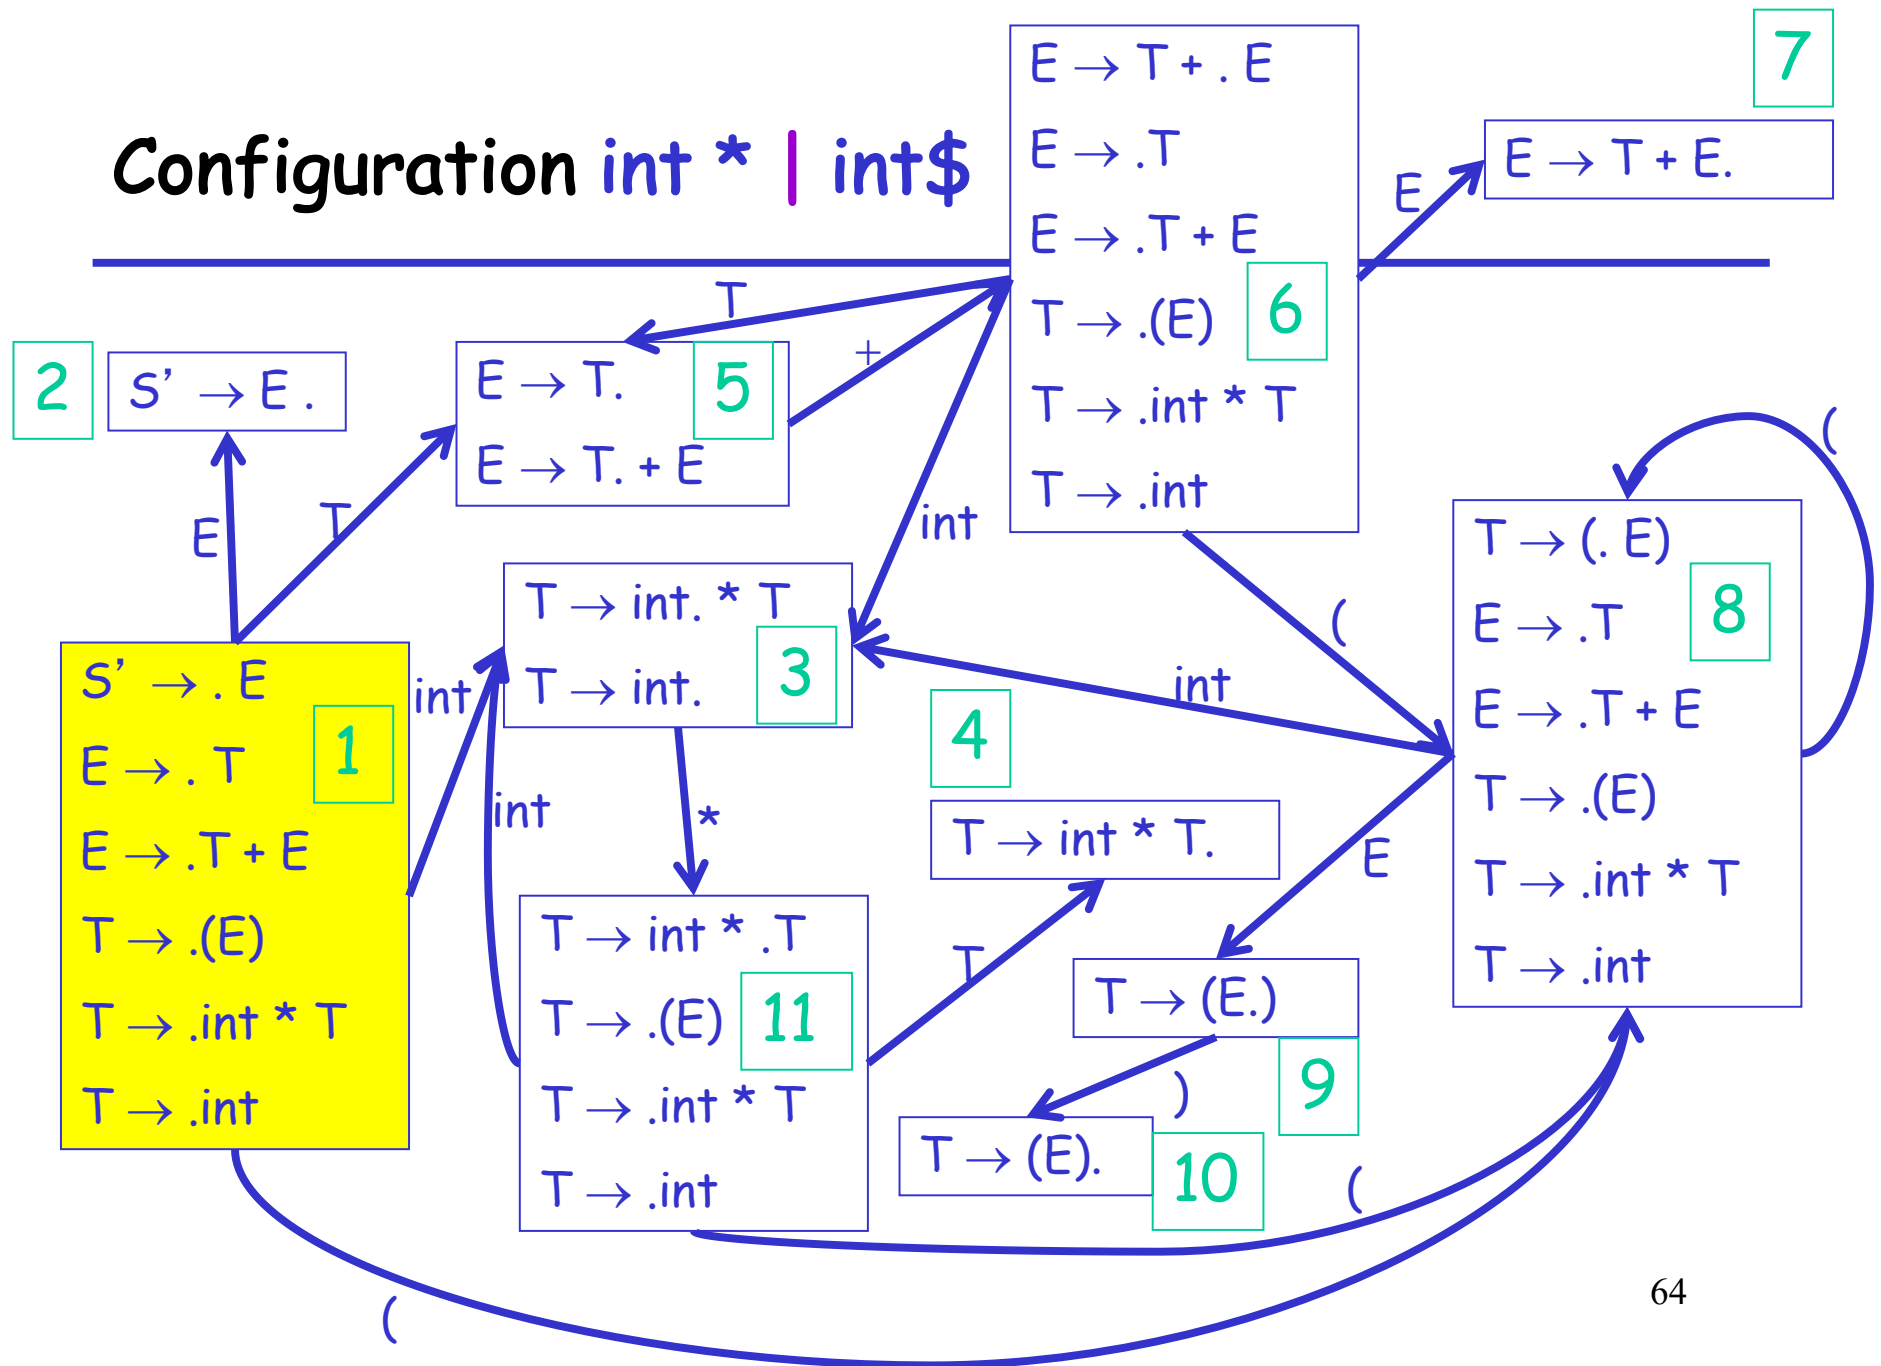 Configuration int * | int$
E → T + . E
E → .T
E → .T + E
T → .(E)
T → .int * T
T → .int
6
7
E → T + E.
E
2
S’ → E .
E
T
T
E → T.
E → T. + E
5
+
int
T → int. * T
T → int.
3
int
int
*
S’ → . E
E → . T
E → .T + E
T → .(E)
T → .int * T
T → .int
1
T → int * .T
T → .(E)
T → .int * T
T → .int
11
4
T → int * T.
T
int
(
(
T → (. E)
E → .T
E → .T + E
T → .(E)
T → .int * T
T → .int
8
E
T → (E.)
9
)
T → (E).
10
(
(
64